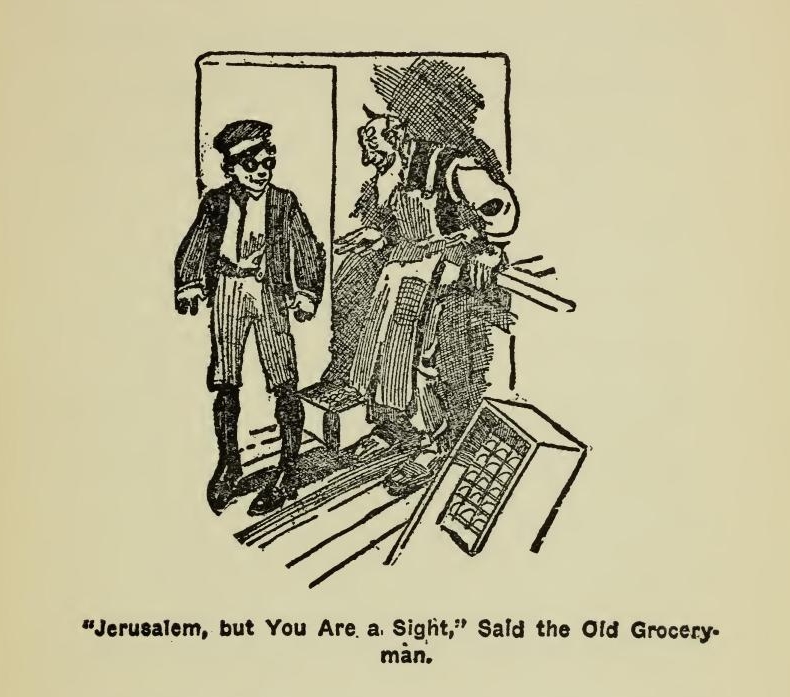 "Jerusalem, but You Are a Sight," Said the Old Grocery-
man.